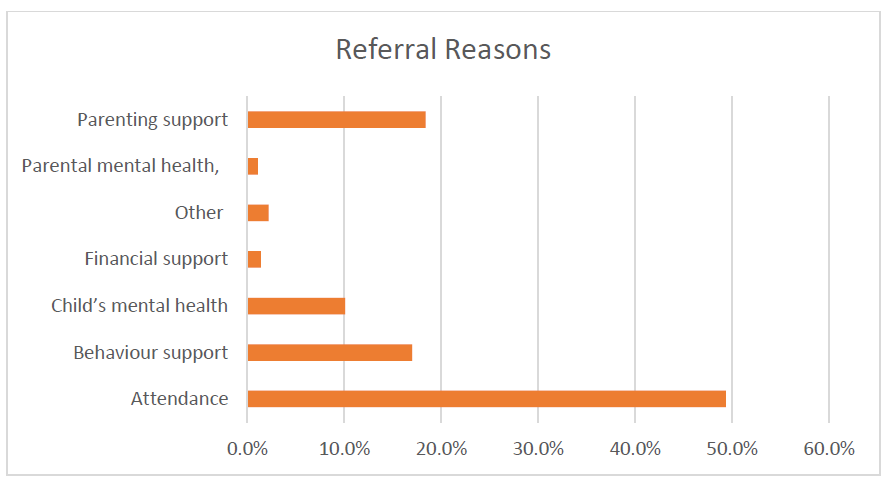 Referral Reasons
Parenting support
Parental mental health,
Other
Financial support
Child’s mental health
Behaviour support
Attendance
0.0% 10.0% 20.0% 30.0% 40.0% 50.0% 60.0%